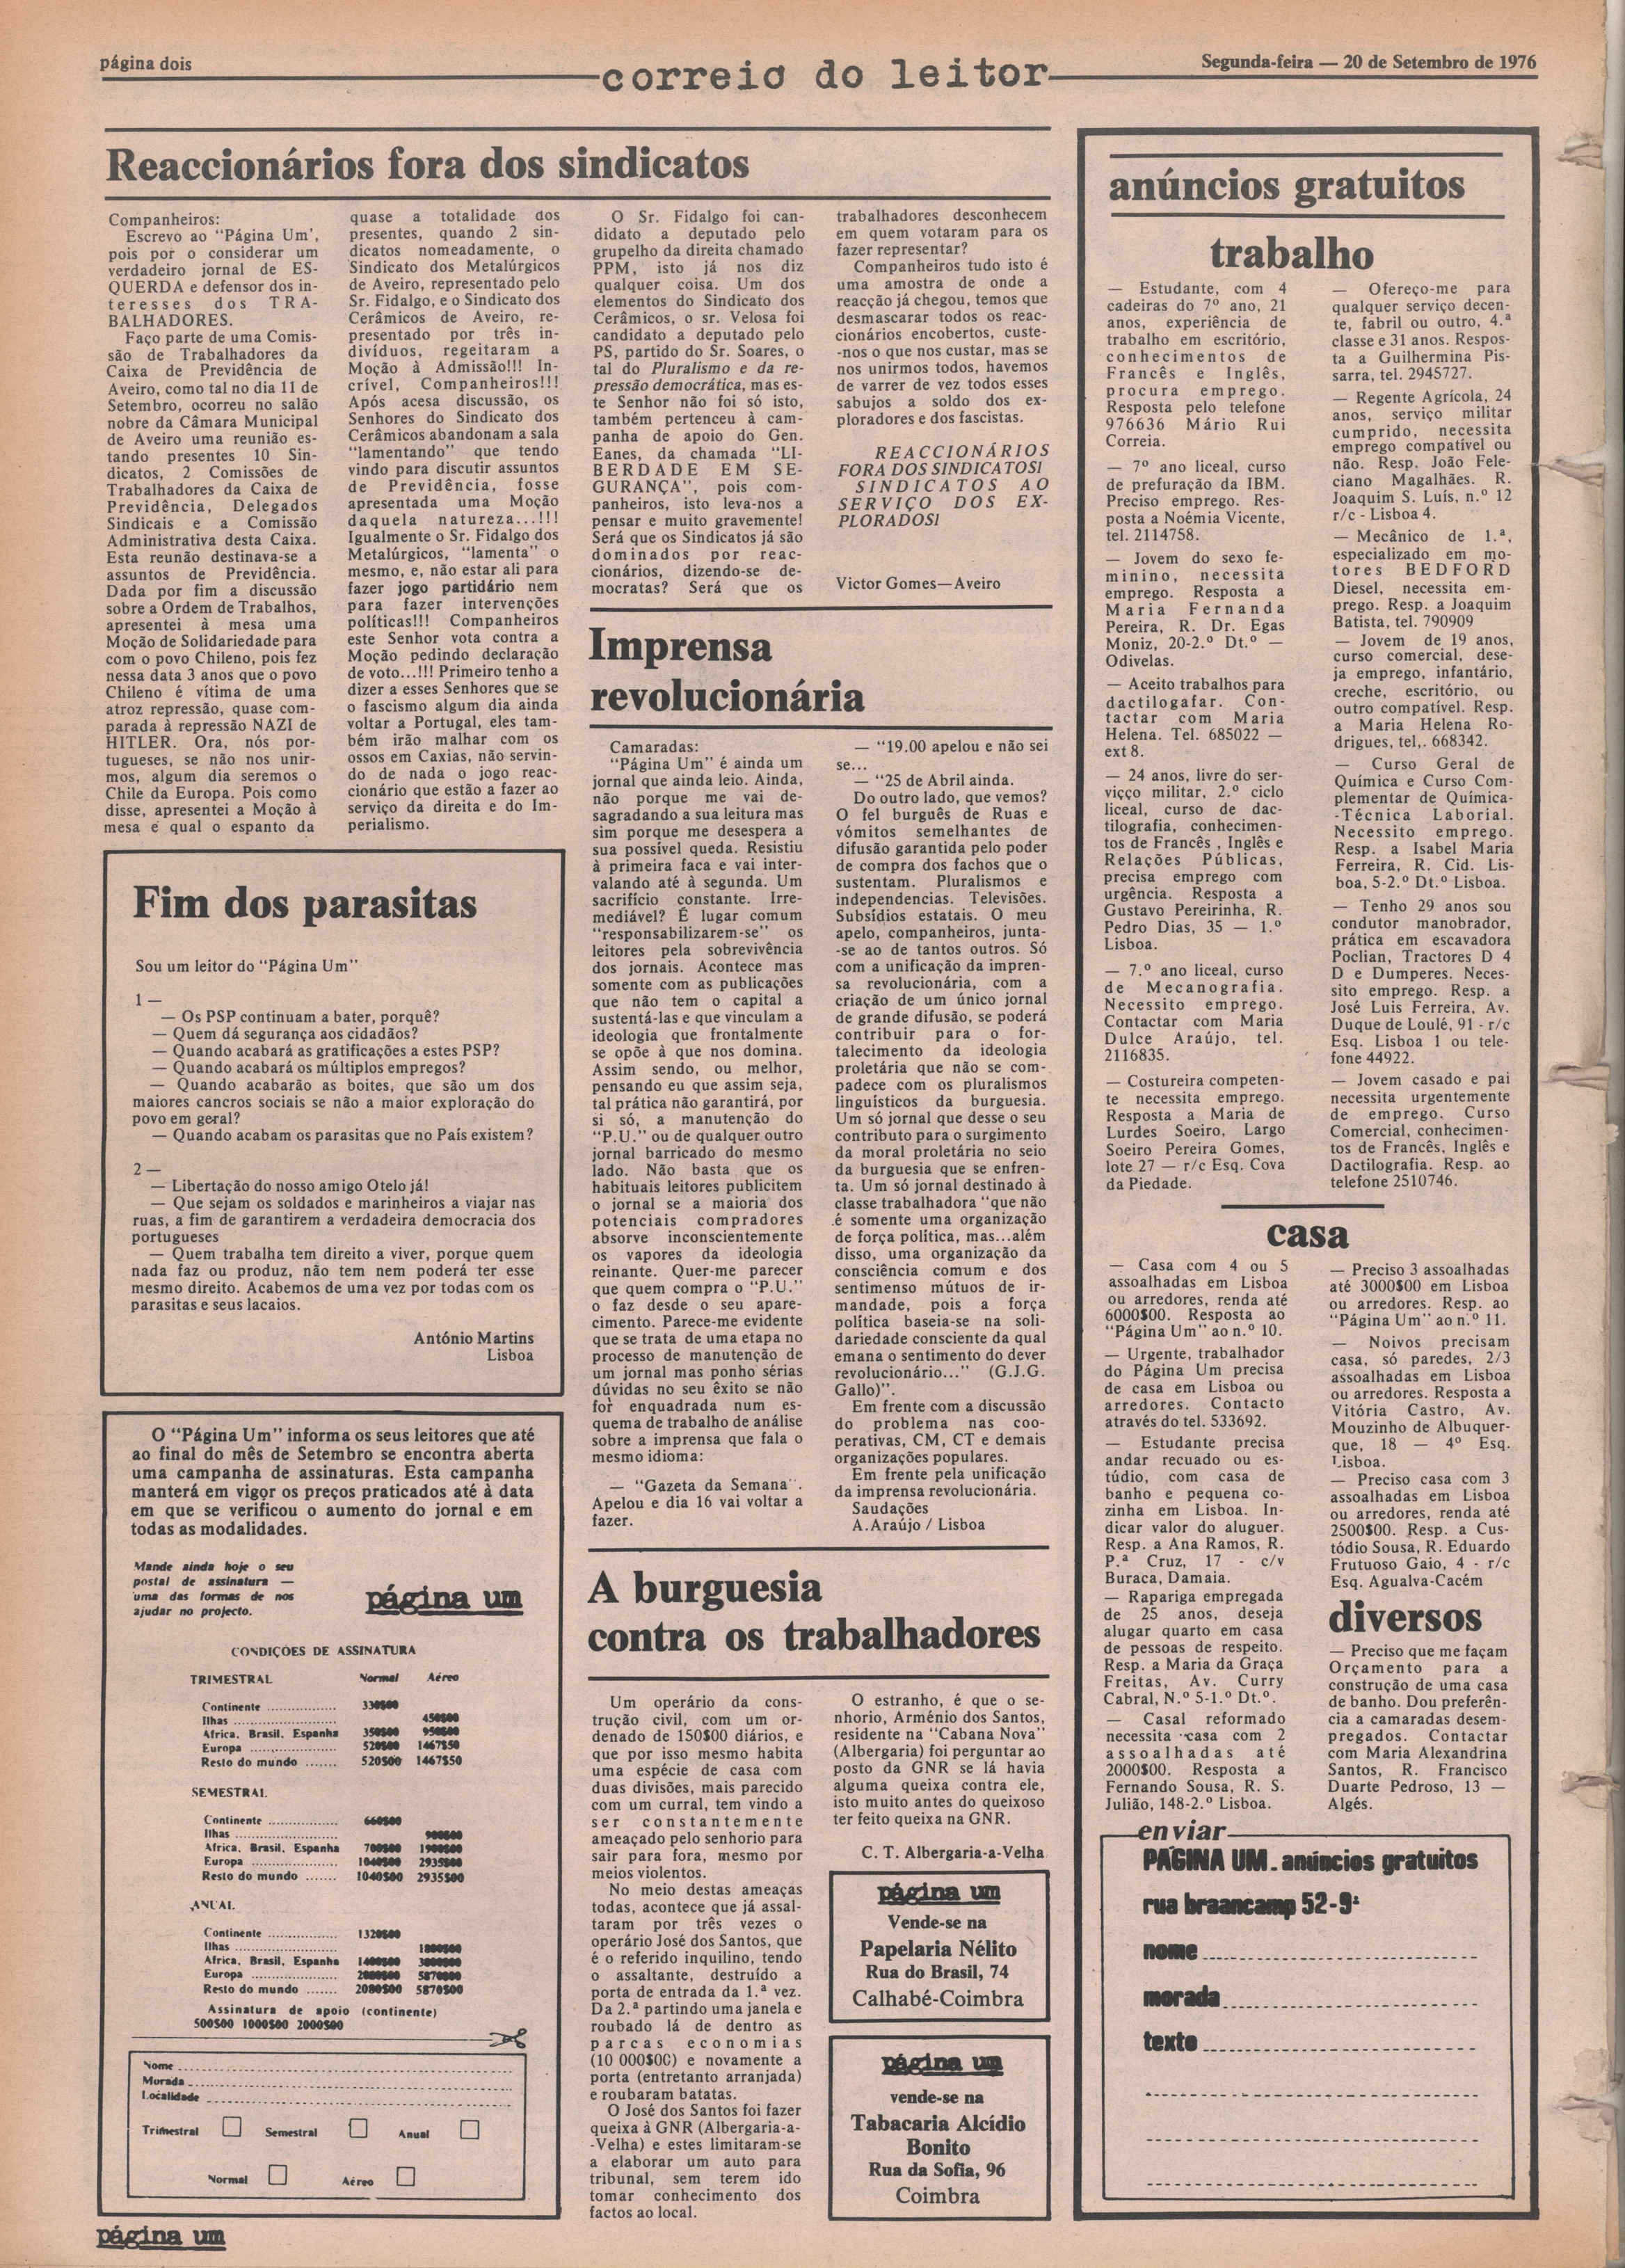 página dois
correio do leitor
Segunda-feira — 20 de Setembro de 1976
Reaccionários fora dos sindicatos
Companheiros:
Escrevo ao "Página Um',
pois por o considerar um
verdadeiro jornal de ES-
QUERDA e defensor dos in-
teresses dos TRA-
BALHADORES.
Faço parte de uma Comis-
são de Trabalhadores da
Caixa de Previdência de
Aveiro, como tal no dia 11 de
Setembro, ocorreu no salão
nobre da Câmara Municipal
de Aveiro uma reunião es-
tando presentes 10 Sin-
dicatos, 2 Comissões de
Trabalhadores da Caixa de
Previdência, Delegados
Sindicais e a Comissão
Administrativa desta Caixa.
Esta reunião destinava-se a
assuntos de Previdência.
Dada por fim a discussão
sobre a Ordem de Trabalhos,
apresentei à mesa uma
Moção de Solidariedade para
com o povo Chileno, pois fez
nessa data 3 anos que o povo
Chileno é vítima de uma
atroz repressão, quase com-
parada à repressão NAZI de
HITLER. Ora, nós por-
tugueses, se não nos unir-
mos, algum dia seremos o
Chile da Europa. Pois como
disse, apresentei a Moção à
mesa e qual o espanto da
quase a totalidade dos
presentes, quando 2 sin-
dicatos nomeadamente, o
Sindicato dos Metalúrgicos
de Aveiro, representado pelo
Sr. Fidalgo, e o Sindicato dos
Cerâmicos de Aveiro, re-
presentado por três in-
divíduos, regeitaram a
Moção à Admissão!!! In-
crível, Companheiros!!!
Após acesa discussão, os
Senhores do Sindicato dos
Cerâmicos abandonam a sala
"lamentando" que tendo
vindo para discutir assuntos
de Previdência, fosse
apresentada uma Moção
daquela natureza...!!!
Igualmente o Sr. Fidalgo dos
Metalúrgicos, "lamenta" o
mesmo, e, não estar ali para
fazer jogo partidário nem
para fazer intervenções
políticas!!! Companheiros
este Senhor vota contra a
Moção pedindo declaração
de voto...!!! Primeiro tenho a
dizer a esses Senhores que se
o fascismo algum dia ainda
voltar a Portugal, eles tam-
bém irão malhar com os
ossos em Caxias, não servin-
do de nada o jogo reac-
cionário que estão a fazer ao
serviço da direita e do Im-
perialismo.
O Sr. Fidalgo foi can-
didato a deputado pelo
grupelho da direita chamado
PPM, isto já nos diz
qualquer coisa. Um dos
elementos do Sindicato dos
Cerâmicos, o sr. Velosa foi
candidato a deputado pelo
PS, partido do Sr. Soares, o
tal do Pluralismo e da re-
pressão democrática, mas es-
te Senhor não foi só isto,
também pertenceu à cam-
panha de apoio do Gen.
Eanes, da chamada "LI-
BERDADE EM SE-
GURANÇA", pois com-
panheiros, isto leva-nos a
pensar e muito gravemente!
Será que os Sindicatos já são
dominados por reac-
cionários, dizendo-se de-
mocratas? Será que os
trabalhadores desconhecem
em quem votaram para os
fazer representar?
Companheiros tudo isto é
uma amostra de onde a
reacção já chegou, temos que
desmascarar todos os reac-
cionários encobertos, custe-
-nos o que nos custar, mas se
nos unirmos todos, havemos
de varrer de vez todos esses
sabujos a soldo dos ex-
ploradores e dos fascistas.
REACCIONÁRIOS
FORA DOS SINDICATOS!
SINDICATOS AO
SERVIÇO DOS EX-
PLORADOS!
Victor Gomes—Aveiro
Fim dos parasitas
Sou um leitor do "Página Um"
1 —
— Os PSP continuam a bater, porquê?
— Quem dá segurança aos cidadãos?
— Quando acabará as gratificações a estes PSP?
— Quando acabará os múltiplos empregos?
— Quando acabarão as boites, que são um dos
maiores cancros sociais se não a maior exploração do
povo em geral?
— Quando acabam os parasitas que no País existem?
2 —
— Libertação do nosso amigo Otelo já!
— Que sejam os soldados e marinheiros a viajar nas
ruas, a fim de garantirem a verdadeira democracia dos
portugueses
— Quem trabalha tem direito a viver, porque quem
nada faz ou produz, não tem nem poderá ter esse
mesmo direito. Acabemos de uma vez por todas com os
parasitas e seus lacaios.
António Martins
Lisboa
O "Página Um" informa os seus leitores que até
ao final do mês de Setembro se encontra aberta
uma campanha de assinaturas. Esta campanha
manterá em vigor os preços praticados até à data
em que se verificou o aumento do jornal e em
todas as modalidades.
Mande ainda hoje o seu
postal de assinatura —
uma das formas de nos
ajudar no projecto.
página um
CONDIÇÕES DE ASSINATURA
TRIMESTRAL Normal Aéreo
Continente ................ 330$00
Ilhas ........................ 450$00
Africa, Brasil, Espanha 350$00 950$00
Europa .................... 520$00 1467$50
Resto do mundo ....... 520$00 1467$50
SEMESTRAL
Continente ................ 660$00
Ilhas ........................ 900$00
Africa, Brasil, Espanha 700$00 1900$00
Europa .................... 1040$00 2935$00
Resto do mundo ....... 1040$00 2935$00
ANUAL
Continente ................ 1320$00
Ilhas ........................ 1800$00
Africa, Brasil, Espanha 1400$00 3800$00
Europa .................... 2080$00 5870$00
Resto do mundo ....... 2080$00 5870$00
Assinatura de apoio (continente)
500$00 1000$00 2000$00
Nome
Morada
Localidade
Trimestral Semestral Anual
Normal Aéreo
página um
Imprensa
revolucionária
Camaradas:
"Página Um" é ainda um
jornal que ainda leio. Ainda,
não porque me vai de-
sagradando a sua leitura mas
sim porque me desespera a
sua possível queda. Resistiu
à primeira faca e vai inter-
valando até à segunda. Um
sacrifício constante. Irre-
mediável? É lugar comum
"responsabilizarem-se" os
leitores pela sobrevivência
dos jornais. Acontece mas
somente com as publicações
que não tem o capital a
sustentá-las e que vinculam a
ideologia que frontalmente
se opõe à que nos domina.
Assim sendo, ou melhor,
pensando eu que assim seja,
tal prática não garantirá, por
si só, a manutenção do
"P.U." ou de qualquer outro
jornal barricado do mesmo
lado. Não basta que os
habituais leitores publicitem
o jornal se a maioria dos
potenciais compradores
absorve inconscientemente
os vapores da ideologia
reinante. Quer-me parecer
que quem compra o "P.U."
o faz desde o seu apare-
cimento. Parece-me evidente
que se trata de uma etapa no
processo de manutenção de
um jornal mas ponho sérias
dúvidas no seu êxito se não
for enquadrada num es-
quema de trabalho de análise
sobre a imprensa que fala o
mesmo idioma:
— "Gazeta da Semana".
Apelou e dia 16 vai voltar a
fazer.
— "19.00 apelou e não sei
se...
— "25 de Abril ainda.
Do outro lado, que vemos?
O fel burguês de Ruas e
vómitos semelhantes de
difusão garantida pelo poder
de compra dos fachos que o
sustentam. Pluralismos e
independencias. Televisões.
Subsídios estatais. O meu
apelo, companheiros, junta-
-se ao de tantos outros. Só
com a unificação da impren-
sa revolucionária, com a
criação de um único jornal
de grande difusão, se poderá
contribuir para o for-
talecimento da ideologia
proletária que não se com-
padece com os pluralismos
linguísticos da burguesia.
Um só jornal que desse o seu
contributo para o surgimento
da moral proletária no seio
da burguesia que se enfren-
ta. Um só jornal destinado à
classe trabalhadora "que não
é somente uma organização
de força política, mas...além
disso, uma organização da
consciência comum e dos
sentimenso mútuos de ir-
mandade, pois a força
política baseia-se na soli-
dariedade consciente da qual
emana o sentimento do dever
revolucionário..." (G.J.G.
Gallo)".
Em frente com a discussão
do problema nas coo-
perativas, CM, CT e demais
organizações populares.
Em frente pela unificação
da imprensa revolucionária.
Saudações
A.Araújo / Lisboa
A burguesia
contra os trabalhadores
Um operário da cons-
trução civil, com um or-
denado de 150$00 diários, e
que por isso mesmo habita
uma espécie de casa com
duas divisões, mais parecido
com um curral, tem vindo a
ser constantemente
ameaçado pelo senhorio para
sair para fora, mesmo por
meios violentos.
No meio destas ameaças
todas, acontece que já assal-
taram por três vezes o
operário José dos Santos, que
é o referido inquilino, tendo
o assaltante, destruído a
porta de entrada da 1.ª vez.
Da 2.ª partindo uma janela e
roubado lá de dentro as
parcas economias
(10 000$00) e novamente a
porta (entretanto arranjada)
e roubaram batatas.
O José dos Santos foi fazer
queixa à GNR (Albergaria-a-
-Velha) e estes limitaram-se
a elaborar um auto para
tribunal, sem terem ido
tomar conhecimento dos
factos ao local.
O estranho, é que o se-
nhorio, Arménio dos Santos,
residente na "Cabana Nova"
(Albergaria) foi perguntar ao
posto da GNR se lá havia
alguma queixa contra ele,
isto muito antes do queixoso
ter feito queixa na GNR.
C. T. Albergaria-a-Velha
página um
Vende-se na
Papelaria Nélito
Rua do Brasil, 74
Calhabé-Coimbra
página um
vende-se na
Tabacaria Alcídio
Bonito
Rua da Sofia, 96
Coimbra
anúncios gratuitos
trabalho
— Estudante, com 4
cadeiras do 7º ano, 21
anos, experiência de
trabalho em escritório,
conhecimentos de
Francês e Inglês,
procura emprego.
Resposta pelo telefone
976636 Mário Rui
Correia.
— 7º ano liceal, curso
de prefuração da IBM.
Preciso emprego. Res-
posta a Noémia Vicente,
tel. 2114758.
— Jovem do sexo fe-
minino, necessita
emprego. Resposta a
Maria Fernanda
Pereira, R. Dr. Egas
Moniz, 20-2.º Dt.º —
Odivelas.
— Aceito trabalhos para
dactilogafar. Con-
tactar com Maria
Helena. Tel. 685022 —
ext 8.
— 24 anos, livre do ser-
viçço militar, 2.º ciclo
liceal, curso de dac-
tilografia, conhecimen-
tos de Francês , Inglês e
Relações Públicas,
precisa emprego com
urgência. Resposta a
Gustavo Pereirinha, R.
Pedro Dias, 35 — 1.º
Lisboa.
— 7.º ano liceal, curso
de Mecanografia.
Necessito emprego.
Contactar com Maria
Dulce Araújo, tel.
2116835.
— Costureira competen-
te necessita emprego.
Resposta a Maria de
Lurdes Soeiro, Largo
Soeiro Pereira Gomes,
lote 27 — r/c Esq. Cova
da Piedade.
— Ofereço-me para
qualquer serviço decen-
te, fabril ou outro, 4.ª
classe e 31 anos. Respos-
ta a Guilhermina Pis-
sarra, tel. 2945727.
— Regente Agrícola, 24
anos, serviço militar
cumprido, necessita
emprego compatível ou
não. Resp. João Fele-
ciano Magalhães. R.
Joaquim S. Luís, n.º 12
r/c - Lisboa 4.
— Mecânico de 1.ª,
especializado em mo-
tores BEDFORD
Diesel, necessita em-
prego. Resp. a Joaquim
Batista, tel. 790909
— Jovem de 19 anos,
curso comercial, dese-
ja emprego, infantário,
creche, escritório, ou
outro compatível. Resp.
a Maria Helena Ro-
drigues, tel,. 668342.
— Curso Geral de
Química e Curso Com-
plementar de Química-
-Técnica Laborial.
Necessito emprego.
Resp. a Isabel Maria
Ferreira, R. Cid. Lis-
boa, 5-2.º Dt.º Lisboa.
— Tenho 29 anos sou
condutor manobrador,
prática em escavadora
Poclian, Tractores D 4
D e Dumperes. Neces-
sito emprego. Resp. a
José Luis Ferreira, Av.
Duque de Loulé, 91 - r/c
Esq. Lisboa 1 ou tele-
fone 44922.
— Jovem casado e pai
necessita urgentemente
de emprego. Curso
Comercial, conhecimen-
tos de Francês, Inglês e
Dactilografia. Resp. ao
telefone 2510746.
casa
— Casa com 4 ou 5
assoalhadas em Lisboa
ou arredores, renda até
6000$00. Resposta ao
"Página Um" ao n.º 10.
— Urgente, trabalhador
do Página Um precisa
de casa em Lisboa ou
arredores. Contacto
através do tel. 533692.
— Estudante precisa
andar recuado ou es-
túdio, com casa de
banho e pequena co-
zinha em Lisboa. In-
dicar valor do aluguer.
Resp. a Ana Ramos, R.
P.ª Cruz, 17 - c/v
Buraca, Damaia.
— Rapariga empregada
de 25 anos, deseja
alugar quarto em casa
de pessoas de respeito.
Resp. a Maria da Graça
Freitas, Av. Curry
Cabral, N.º 5-1.º Dt.º.
— Casal reformado
necessita casa com 2
assoalhadas até
2000$00. Resposta a
Fernando Sousa, R. S.
Julião, 148-2.º Lisboa.
— Preciso 3 assoalhadas
até 3000$00 em Lisboa
ou arredores. Resp. ao
"Página Um" ao n.º 11.
— Noivos precisam
casa, só paredes, 2/3
assoalhadas em Lisboa
ou arredores. Resposta a
Vitória Castro, Av.
Mouzinho de Albuquer-
que, 18 — 4º Esq.
Lisboa.
— Preciso casa com 3
assoalhadas em Lisboa
ou arredores, renda até
2500$00. Resp. a Cus-
tódio Sousa, R. Eduardo
Frutuoso Gaio, 4 - r/c
Esq. Agualva-Cacém
diversos
— Preciso que me façam
Orçamento para a
construção de uma casa
de banho. Dou preferên-
cia a camaradas desem-
pregados. Contactar
com Maria Alexandrina
Santos, R. Francisco
Duarte Pedroso, 13 —
Algés.
enviar
PÁGINA UM - anúncios gratuitos
rua braancamp 52-9º
nome
morada
texto